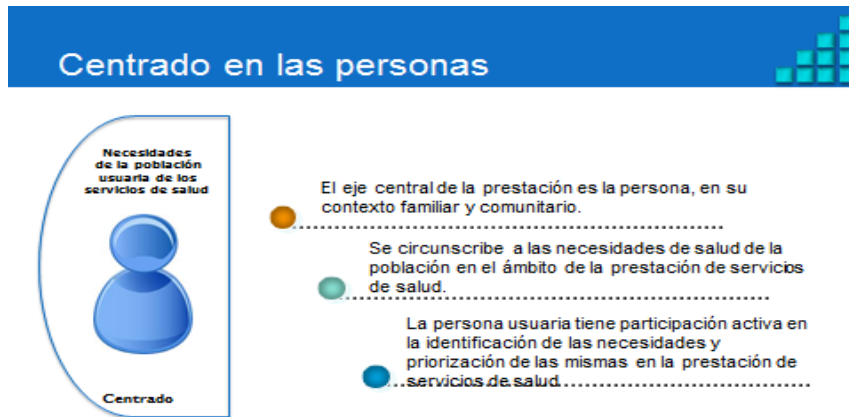 Centrado en las personas
Necesidades
de la población
usuaria de los
servicios de salud
Centrado
El eje central de la prestación es la persona, en su
contexto familiar y comunitario.
Se circunscribe a las necesidades de salud de la
población en el ámbito de la prestación de servicios
de salud.
La persona usuaria tiene participación activa en
la identificación de las necesidades y
priorización de las mismas en la prestación de
servicios de salud